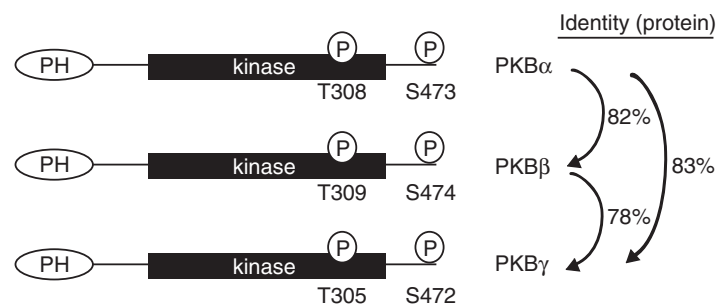 Identity (protein)
PH kinase P P PKBα
T308 S473
82%
PH kinase P P PKBβ 83%
T309 S474
78%
PH kinase P P PKBγ
T305 S472